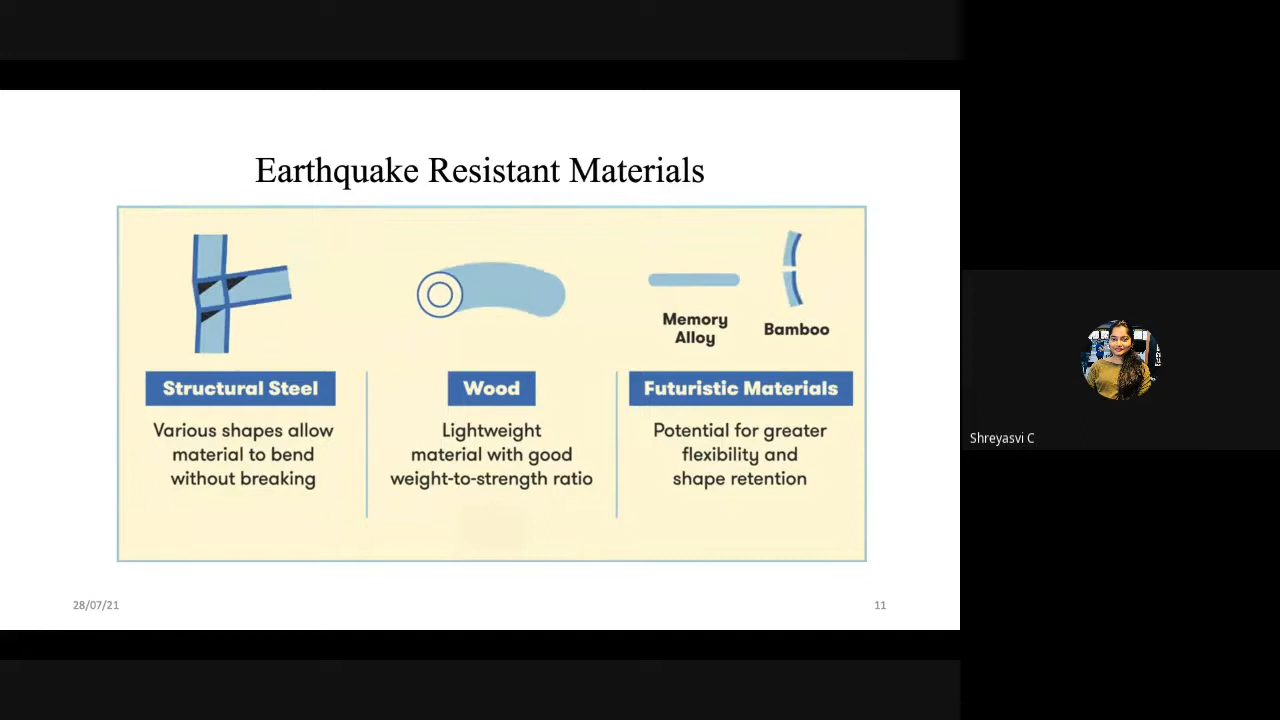 Earthquake Resistant Materials
Memory
Alloy
Bamboo
Structural Steel
Various shapes allow
material to bend
without breaking
Wood
Lightweight
material with good
weight-to-strength ratio
Futuristic Materials
Potential for greater
flexibility and
shape retention
28/07/21
11
Shreyasvi C